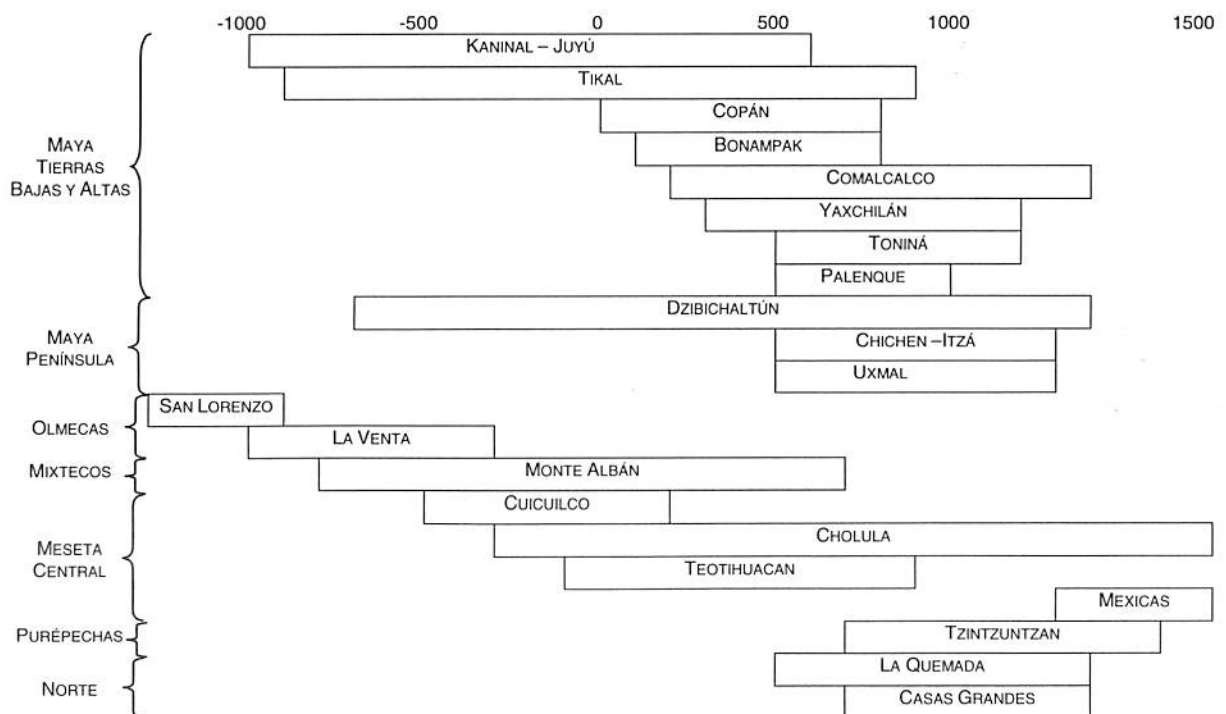 -1000 -500 0 500 1000 1500
KANINAL – JUYÚ
TIKAL
COPÁN
BONAMPAK
MAYA
TIERRAS
BAJAS Y ALTAS
COMALCALCO
YAXCHILÁN
TONINÁ
PALENQUE
MAYA
PENÍNSULA
DZIBICHALTÚN
CHICHEN –ITZÁ
UXMAL
OLMECAS
SAN LORENZO
LA VENTA
MIXTECOS
MONTE ALBÁN
MESETA
CENTRAL
CUICUILCO
CHOLULA
TEOTIHUACAN
MEXICAS
PURÉPECHAS
TZINTZUNTZAN
NORTE
LA QUEMADA
CASAS GRANDES